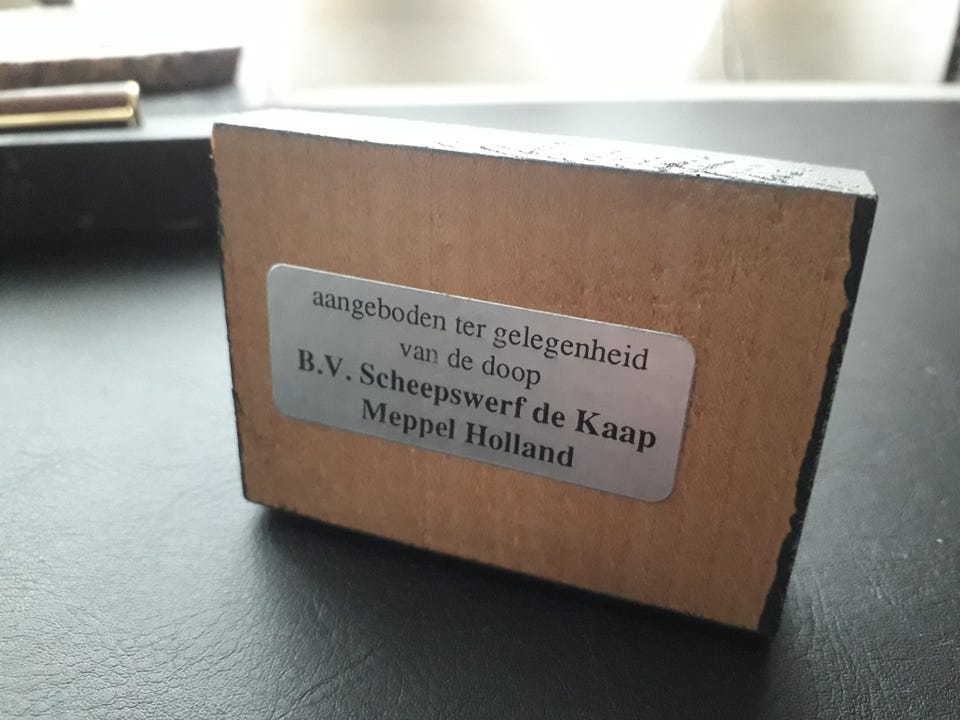 aangeboden ter gelegenheid
van de doop
B.V. Scheepswerf de Kaap
Meppel Holland